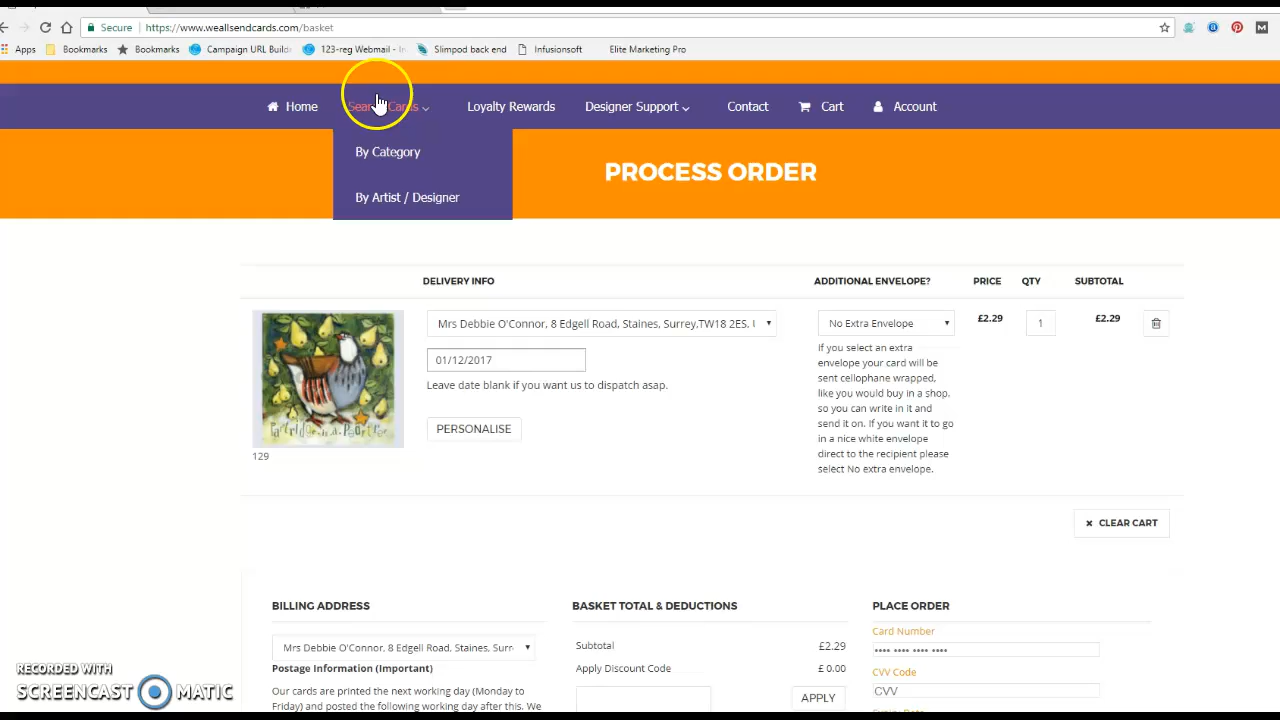 Secure https://www.weallsendcards.com/basket
Apps Bookmarks Bookmarks Campaign URL Builde 123-reg Webmail - In Slimpod back end Infusionsoft Elite Marketing Pro
Home Search Cards Loyalty Rewards Designer Support Contact Cart Account
By Category
By Artist / Designer
PROCESS ORDER
DELIVERY INFO ADDITIONAL ENVELOPE? PRICE QTY SUBTOTAL
Mrs Debbie O'Connor, 8 Edgell Road, Staines, Surrey,TW18 2ES. No Extra Envelope £2.29 1 £2.29
01/12/2017
Leave date blank if you want us to dispatch asap.
PERSONALISE
If you select an extra
envelope your card will be
sent cellophane wrapped,
like you would buy in a shop,
so you can write in it and
send it on. If you want it to go
in a nice white envelope
direct to the recipient please
select No extra envelope.
129
CLEAR CART
BILLING ADDRESS BASKET TOTAL & DEDUCTIONS PLACE ORDER
Mrs Debbie O'Connor, 8 Edgell Road, Staines, Surre
Postage Information (Important)
Our cards are printed the next working day (Monday to
Friday) and posted the following working day after this. We
Subtotal £2.29
Apply Discount Code £ 0.00
APPLY
Card Number
•••• •••• •••• ••••
CVV Code
CVV
RECORDED WITH
SCREENCAST MATIC